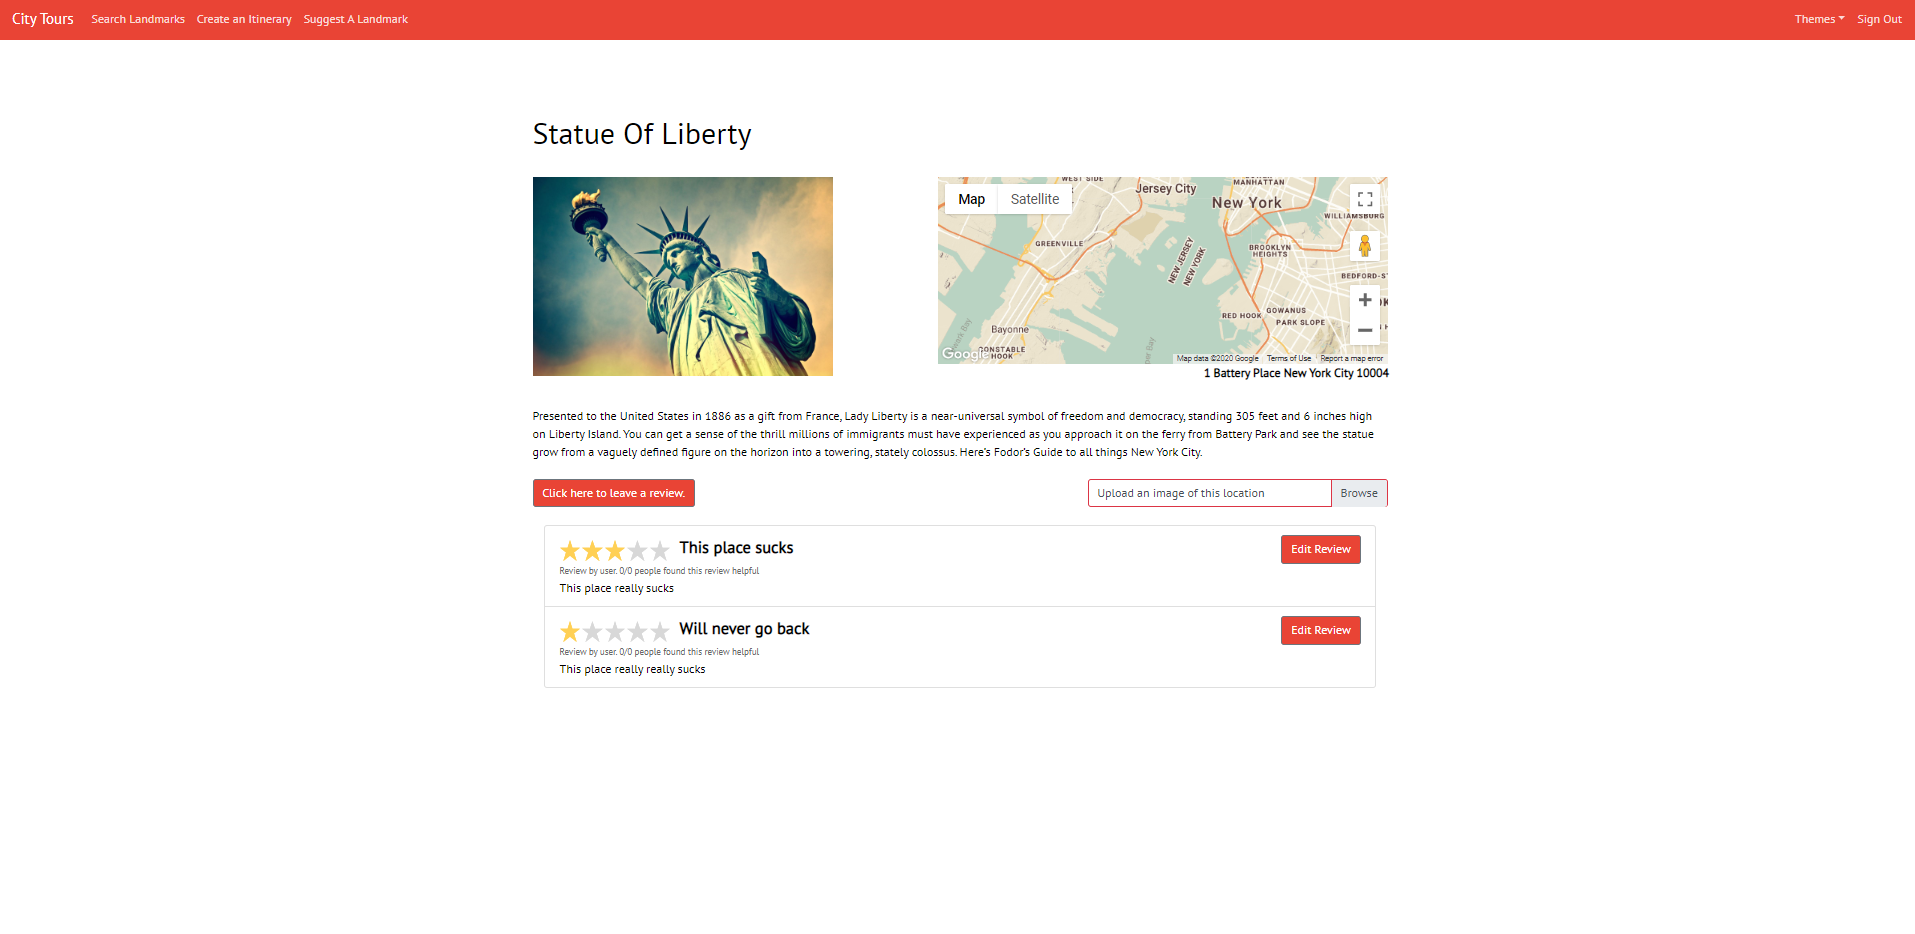 City Tours Search Landmarks Create an Itinerary Suggest A Landmark Themes Sign Out
Statue Of Liberty
Map Satellite
WEST SIDE
Jersey City
MANHATTAN
New York
WILLIAMSBURG
GREENVILLE
NEW JERSEY
NEW YORK
BROOKLYN
HEIGHTS
BEDFORD-S
RED HOOK
GOWANUS
PARK SLOPE
Bayonne
CONSTABLE
HOOK
Google
Map data ©2020 Google Terms of Use Report a map error
1 Battery Place New York City 10004
Presented to the United States in 1886 as a gift from France, Lady Liberty is a near-universal symbol of freedom and democracy, standing 305 feet and 6 inches high
on Liberty Island. You can get a sense of the thrill millions of immigrants must have experienced as you approach it on the ferry from Battery Park and see the statue
grow from a vaguely defined figure on the horizon into a towering, stately colossus. Here's Fodor's Guide to all things New York City.
Click here to leave a review. Upload an image of this location Browse
This place sucks Edit Review
Review by user. 0/0 people found this review helpful
This place really sucks
Will never go back Edit Review
Review by user. 0/0 people found this review helpful
This place really really sucks